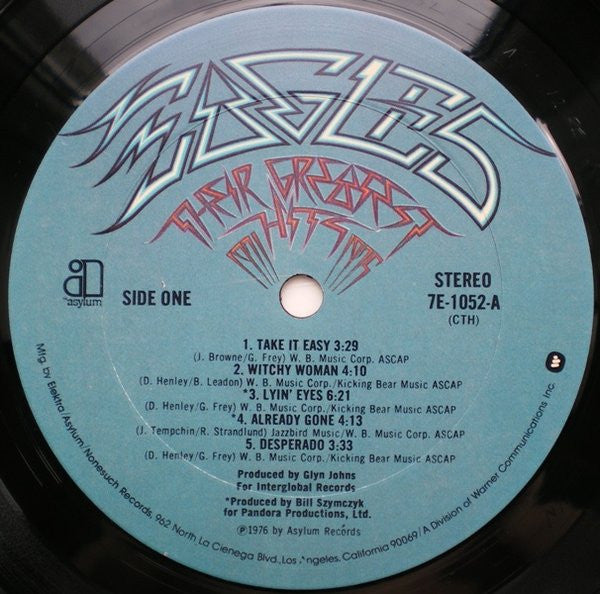 EAGLES
THEIR GREATEST
HITS
asylum
SIDE ONE
STEREO
7E-1052-A
(CTH)
1. TAKE IT EASY 3:29
(J. Browne/G. Frey) W. B. Music Corp. ASCAP
2. WITCHY WOMAN 4:10
(D. Henley/B. Leadon) W. B. Music Corp./Kicking Bear Music ASCAP
*3. LYIN' EYES 6:21
(D. Henley/G. Frey) W. B. Music Corp./Kicking Bear Music ASCAP
*4. ALREADY GONE 4:13
(J. Tempchin/R. Strandlund) Jazzbird Music/W. B. Music Corp. ASCAP
5. DESPERADO 3:33
(D. Henley/G. Frey) W. B. Music Corp./Kicking Bear Music ASCAP
Produced by Glyn Johns
For Interglobal Records
*Produced by Bill Szymczyk
for Pandora Productions, Ltd.
℗1976 by Asylum Records
Mfg. by Elektra/Asylum/Nonesuch Records, 962 North La Cienega Blvd., Los Angeles, California 90069/A Division of Warner Communications Inc.